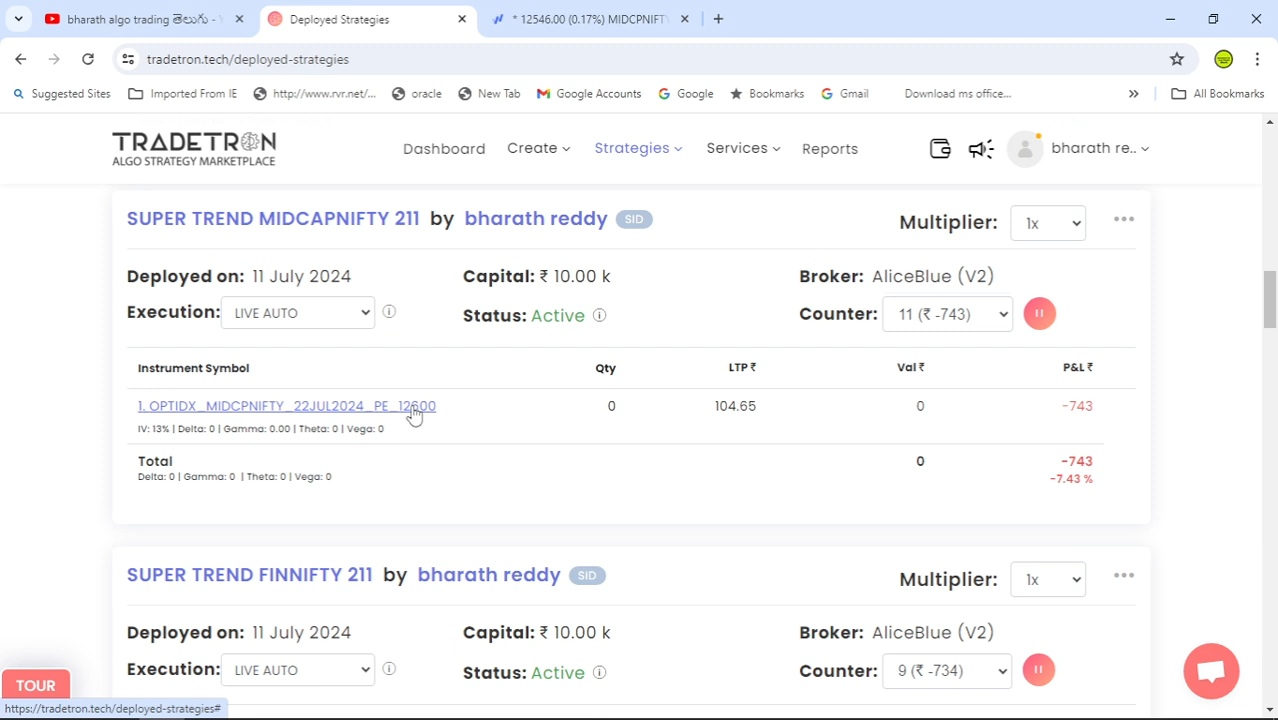 bharath algo trading తెలుగు -
Deployed Strategies
* 12546.00 (0.17%) MIDCPNIFTY
tradetron.tech/deployed-strategies
Suggested Sites
Imported From IE
http://www.rvr.net/...
oracle
New Tab
Google Accounts
Google
Bookmarks
Gmail
Download ms office...
»
All Bookmarks
TRADETRON
ALGO STRATEGY MARKETPLACE
Dashboard
Create
Strategies
Services
Reports
bharath re..
SUPER TREND MIDCAPNIFTY 211 by bharath reddy SID
Multiplier: 1x
Deployed on: 11 July 2024
Capital: ₹ 10.00 k
Broker: AliceBlue (V2)
Execution: LIVE AUTO
Status: Active
Counter: 11 (₹ -743)
Instrument Symbol Qty LTP ₹ Val ₹ P&L ₹
1. OPTIDX_MIDCPNIFTY_22JUL2024_PE_12600 0 104.65 0 -743
IV: 13% | Delta: 0 | Gamma: 0.00 | Theta: 0 | Vega: 0
Total 0 -743
Delta: 0 | Gamma: 0 | Theta: 0 | Vega: 0 -7.43 %
SUPER TREND FINNIFTY 211 by bharath reddy SID
Multiplier: 1x
Deployed on: 11 July 2024
Capital: ₹ 10.00 k
Broker: AliceBlue (V2)
Execution: LIVE AUTO
Status: Active
Counter: 9 (₹ -734)
TOUR
https://tradetron.tech/deployed-strategies#